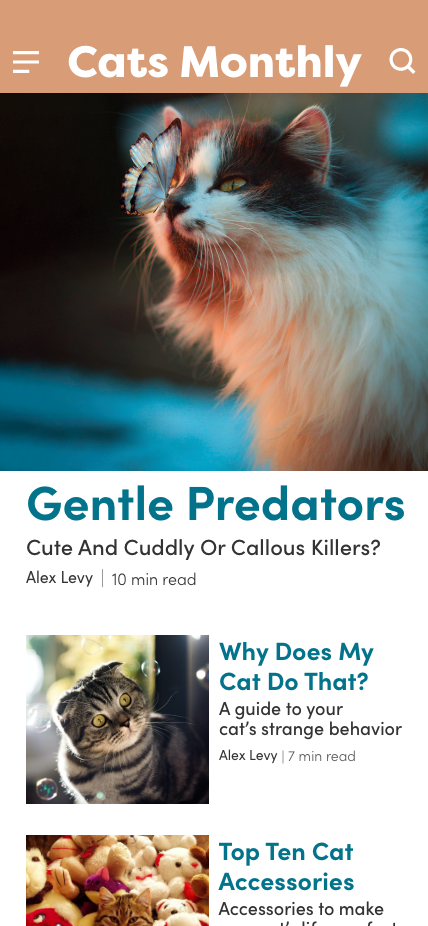 Cats Monthly
Gentle Predators
Cute And Cuddly Or Callous Killers?
Alex Levy | 10 min read
Why Does My
Cat Do That?
A guide to your
cat’s strange behavior
Alex Levy | 7 min read
Top Ten Cat
Accessories
Accessories to make